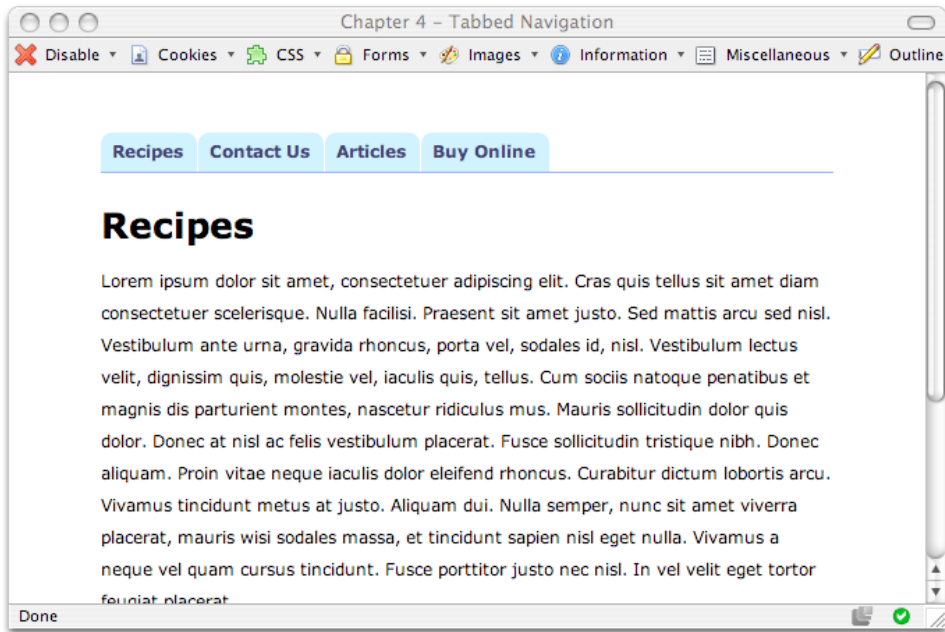 Chapter 4 – Tabbed Navigation
Disable Cookies CSS Forms Images Information Miscellaneous Outline
Recipes Contact Us Articles Buy Online
Recipes
Lorem ipsum dolor sit amet, consectetuer adipiscing elit. Cras quis tellus sit amet diam
consectetuer scelerisque. Nulla facilisi. Praesent sit amet justo. Sed mattis arcu sed nisl.
Vestibulum ante urna, gravida rhoncus, porta vel, sodales id, nisl. Vestibulum lectus
velit, dignissim quis, molestie vel, iaculis quis, tellus. Cum sociis natoque penatibus et
magnis dis parturient montes, nascetur ridiculus mus. Mauris sollicitudin dolor quis
dolor. Donec at nisl ac felis vestibulum placerat. Fusce sollicitudin tristique nibh. Donec
aliquam. Proin vitae neque iaculis dolor eleifend rhoncus. Curabitur dictum lobortis arcu.
Vivamus tincidunt metus at justo. Aliquam dui. Nulla semper, nunc sit amet viverra
placerat, mauris wisi sodales massa, et tincidunt sapien nisl eget nulla. Vivamus a
neque vel quam cursus tincidunt. Fusce porttitor justo nec nisl. In vel velit eget tortor
feugiat placerat
Done